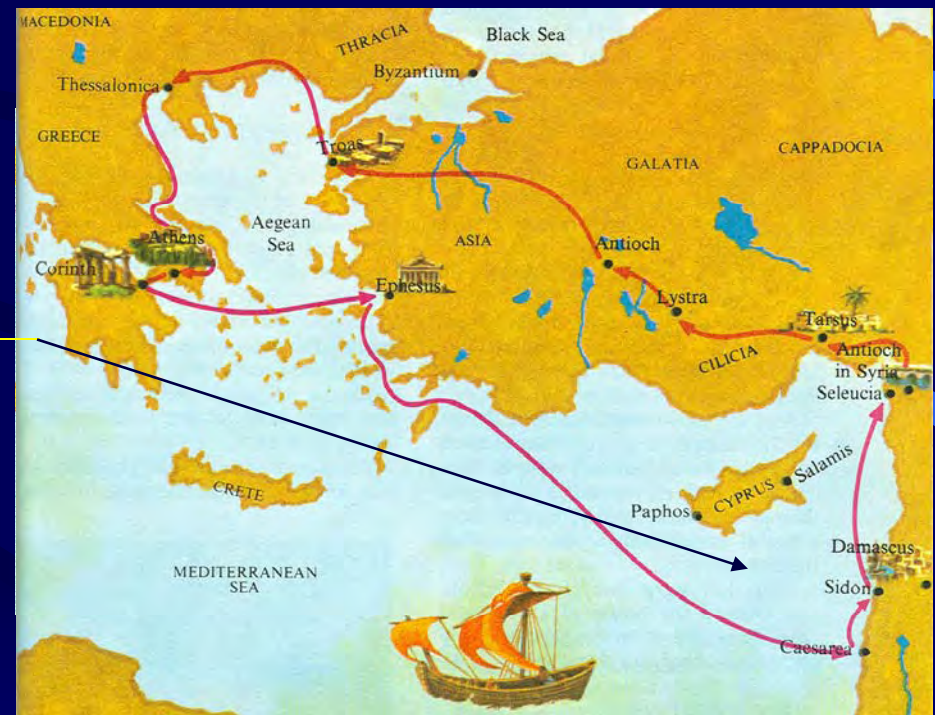 MACEDONIA
THRACIA
Black Sea
Byzantium
Thessalonica
GREECE
Troas
GALATIA
CAPPADOCIA
Aegean
Sea
ASIA
Athens
Corinth
Antioch
Ephesus
Lystra
Tarsus
CILICIA
Antioch
in Syria
Seleucia
CRETE
Salamis
CYPRUS
Paphos
Damascus
MEDITERRANEAN
SEA
Sidon
Caesarea